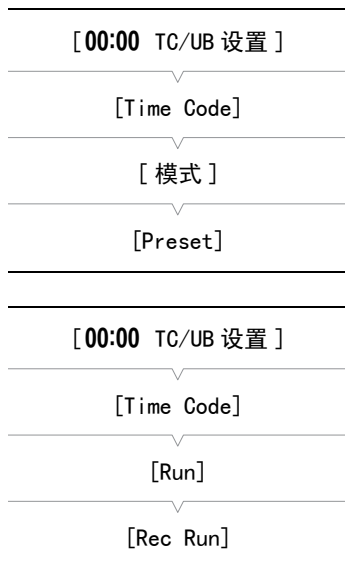 [00:00 TC/UB 设置]
[Time Code]
[模式]
[Preset]
[00:00 TC/UB 设置]
[Time Code]
[Run]
[Rec Run]